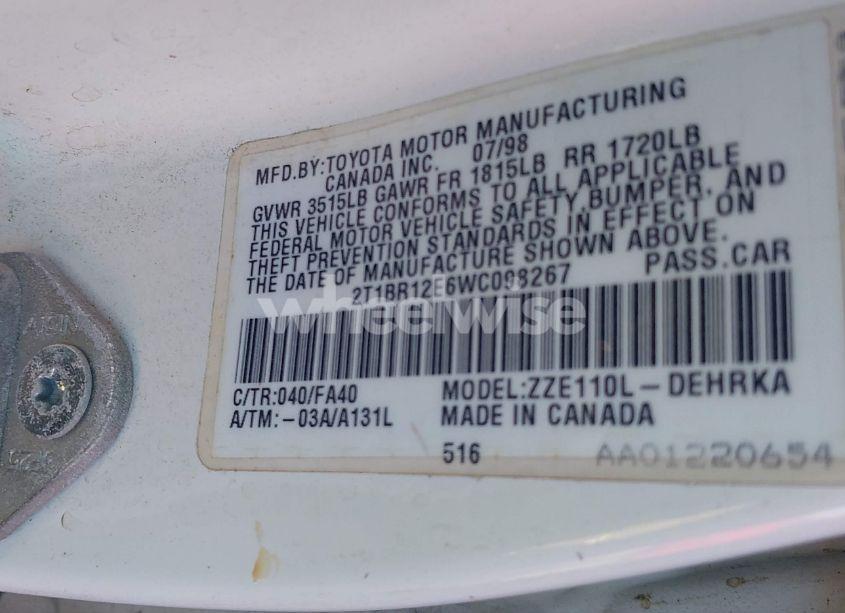 MFD.BY:TOYOTA MOTOR MANUFACTURING
CANADA INC. 07/98
GVWR 3515LB GAWR FR 1815LB RR 1720LB
THIS VEHICLE CONFORMS TO ALL APPLICABLE
FEDERAL MOTOR VEHICLE SAFETY, BUMPER, AND
THEFT PREVENTION STANDARDS IN EFFECT ON
THE DATE OF MANUFACTURE SHOWN ABOVE.
2T1BR12E6WC098267 PASS.CAR
wheelwise
C/TR:040/FA40 MODEL:ZZE110L-DEHRKA
A/TM:-03A/A131L MADE IN CANADA
516 AA01220654